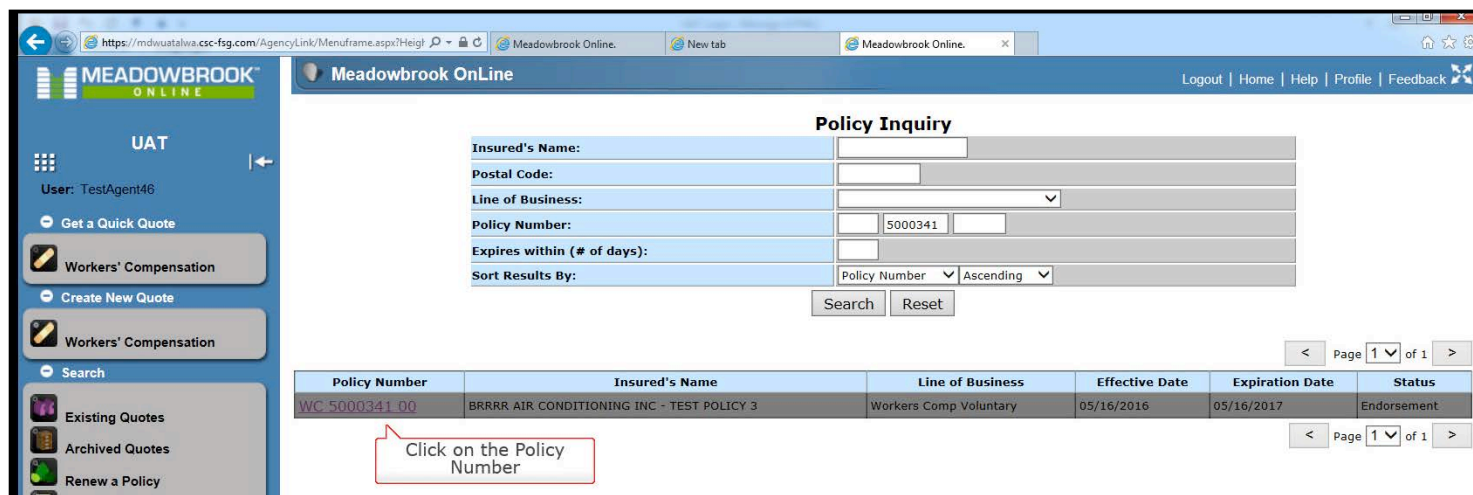 https://mdwuatalwa.csc-fsg.com/AgencyLink/Menuframe.aspx?Heigh
Meadowbrook Online.
New tab
Meadowbrook Online.
MEADOWBROOK
ONLINE
Meadowbrook OnLine
Logout | Home | Help | Profile | Feedback
UAT
User: TestAgent46
Get a Quick Quote
Workers' Compensation
Create New Quote
Workers' Compensation
Search
Existing Quotes
Archived Quotes
Renew a Policy
Policy Inquiry
Insured's Name:
Postal Code:
Line of Business:
Policy Number: 5000341
Expires within (# of days):
Sort Results By: Policy Number Ascending
Search Reset
< Page 1 of 1 >
Policy Number Insured's Name Line of Business Effective Date Expiration Date Status
WC 5000341 00 BRRRR AIR CONDITIONING INC - TEST POLICY 3 Workers Comp Voluntary 05/16/2016 05/16/2017 Endorsement
< Page 1 of 1 >
Click on the Policy
Number